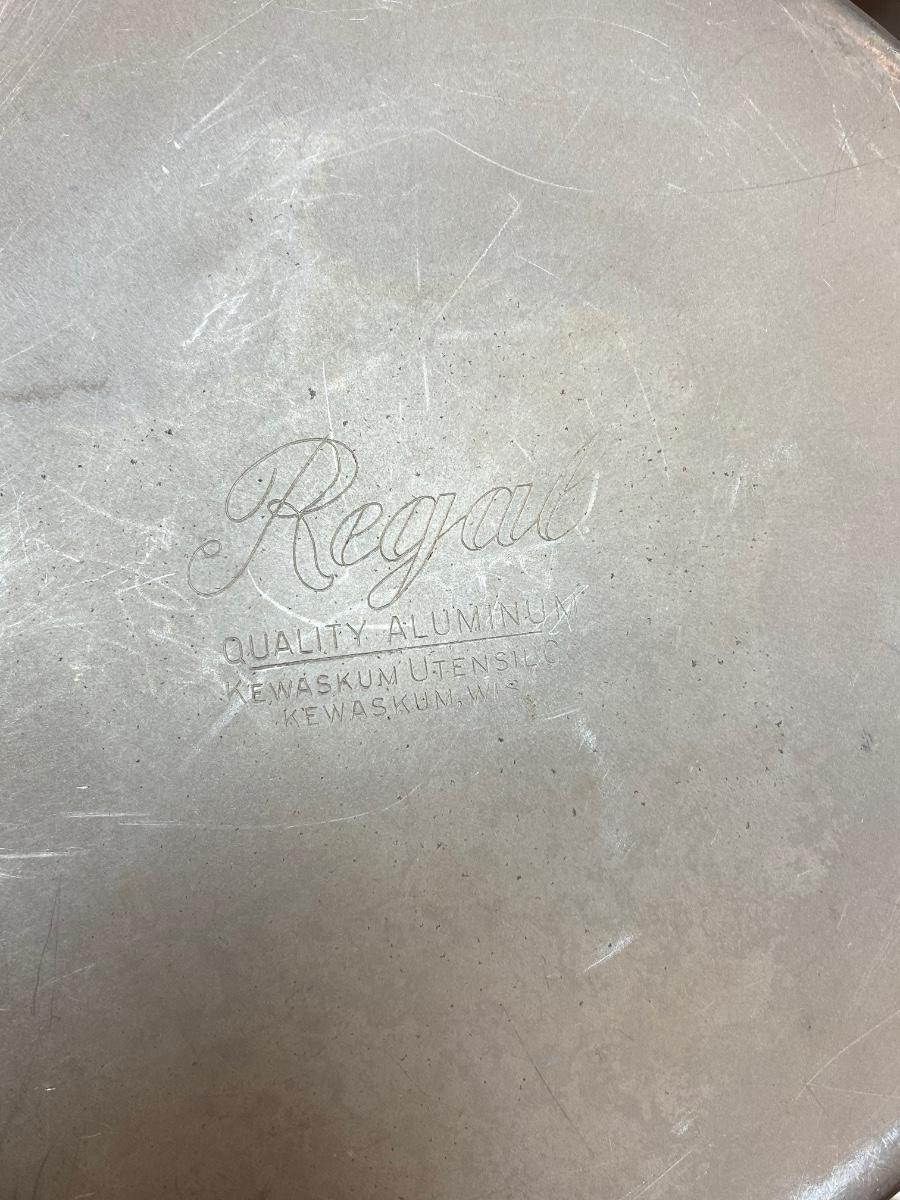 Regal
QUALITY ALUMINUM
KEWASKUM UTENSIL CO.
KEWASKUM, WIS.